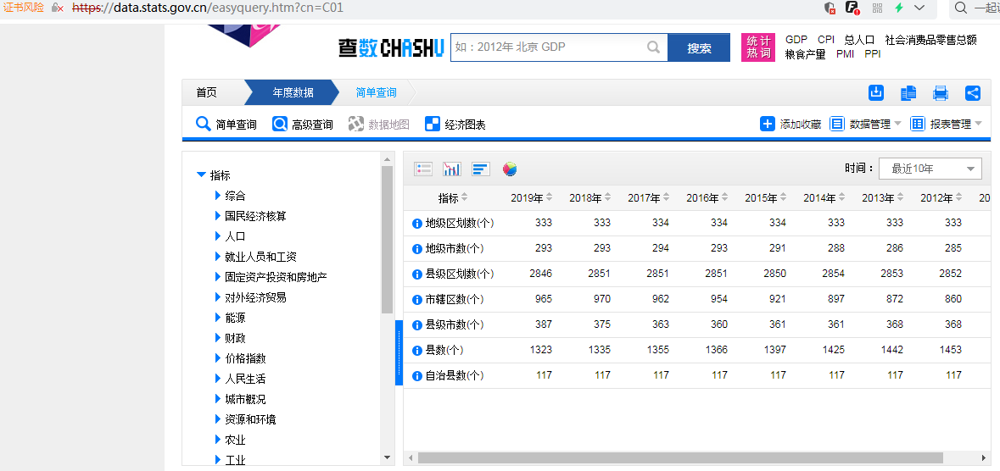 证书风险 https://data.stats.gov.cn/easyquery.htm?cn=C01
查数CHASHU
如：2012年 北京 GDP
搜索
统计热词
GDP CPI 总人口 社会消费品零售总额
粮食产量 PMI PPI
首页 年度数据 简单查询
简单查询 高级查询 数据地图 经济图表 添加收藏 数据管理 报表管理
指标
综合
国民经济核算
人口
就业人员和工资
固定资产投资和房地产
对外经济贸易
能源
财政
价格指数
人民生活
城市概况
资源和环境
农业
工业
时间： 最近10年
指标 2019年 2018年 2017年 2016年 2015年 2014年 2013年 2012年 20
地级区划数(个) 333 333 334 334 334 333 333 333
地级市数(个) 293 293 294 293 291 288 286 285
县级区划数(个) 2846 2851 2851 2851 2850 2854 2853 2852
市辖区数(个) 965 970 962 954 921 897 872 860
县级市数(个) 387 375 363 360 361 361 368 368
县数(个) 1323 1335 1355 1366 1397 1425 1442 1453
自治县数(个) 117 117 117 117 117 117 117 117